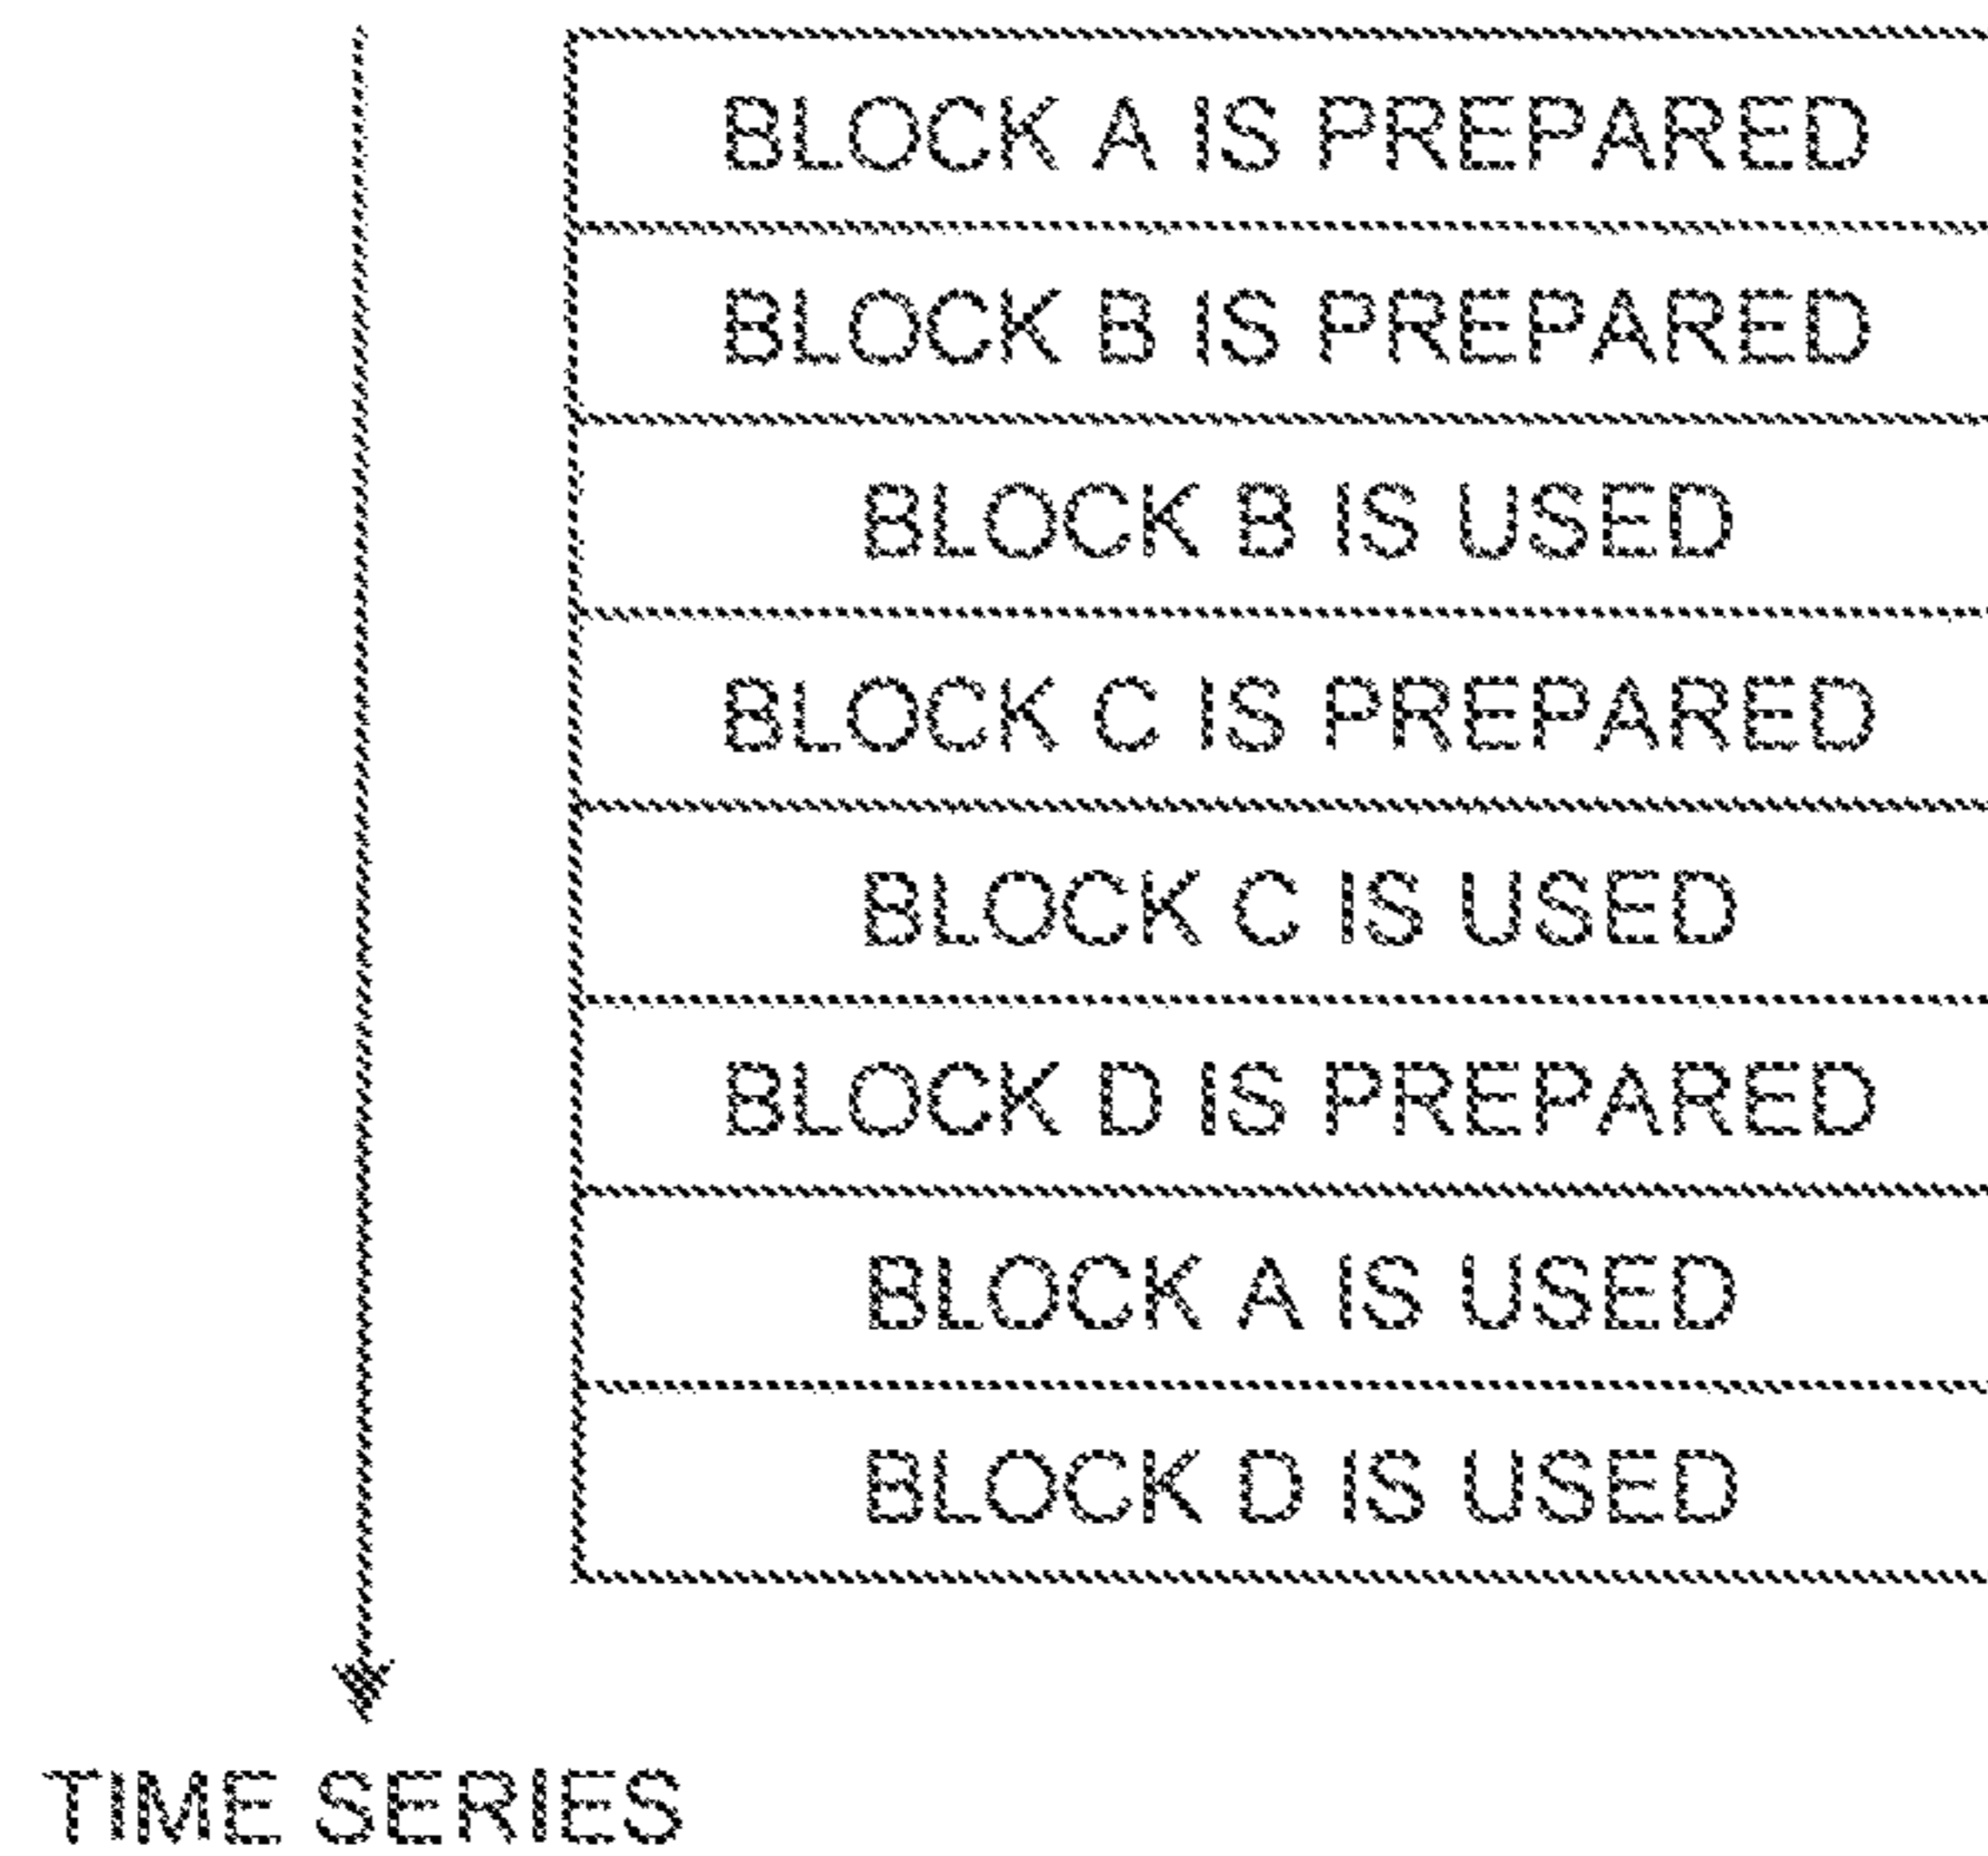 BLOCK A IS PREPARED
BLOCK B IS PREPARED
BLOCK B IS USED
BLOCK C IS PREPARED
BLOCK C IS USED
BLOCK D IS PREPARED
BLOCK A IS USED
BLOCK D IS USED
TIME SERIES